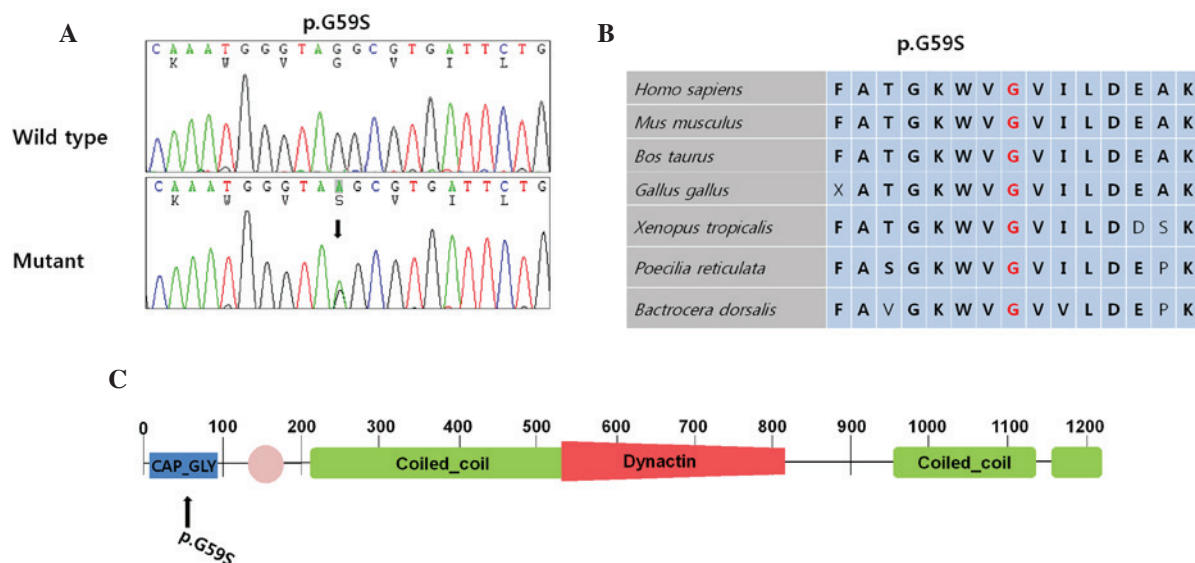 A
p.G59S
C A A A T G G G T A G G C G T G A T T C T G
K W V G V I L
Wild type
C A A A T G G G T A A G C G T G A T T C T G
K W V S V I L
Mutant
B
p.G59S
Homo sapiens F A T G K W V G V I L D E A K
Mus musculus F A T G K W V G V I L D E A K
Bos taurus F A T G K W V G V I L D E A K
Gallus gallus X A T G K W V G V I L D E A K
Xenopus tropicalis F A T G K W V G V I L D D S K
Poecilia reticulata F A S G K W V G V I L D E P K
Bactrocera dorsalis F A V G K W V G V V L D E P K
C
0 100 200 300 400 500 600 700 800 900 1000 1100 1200
CAP_GLY Coiled_coil Dynactin Coiled_coil
p.G59S